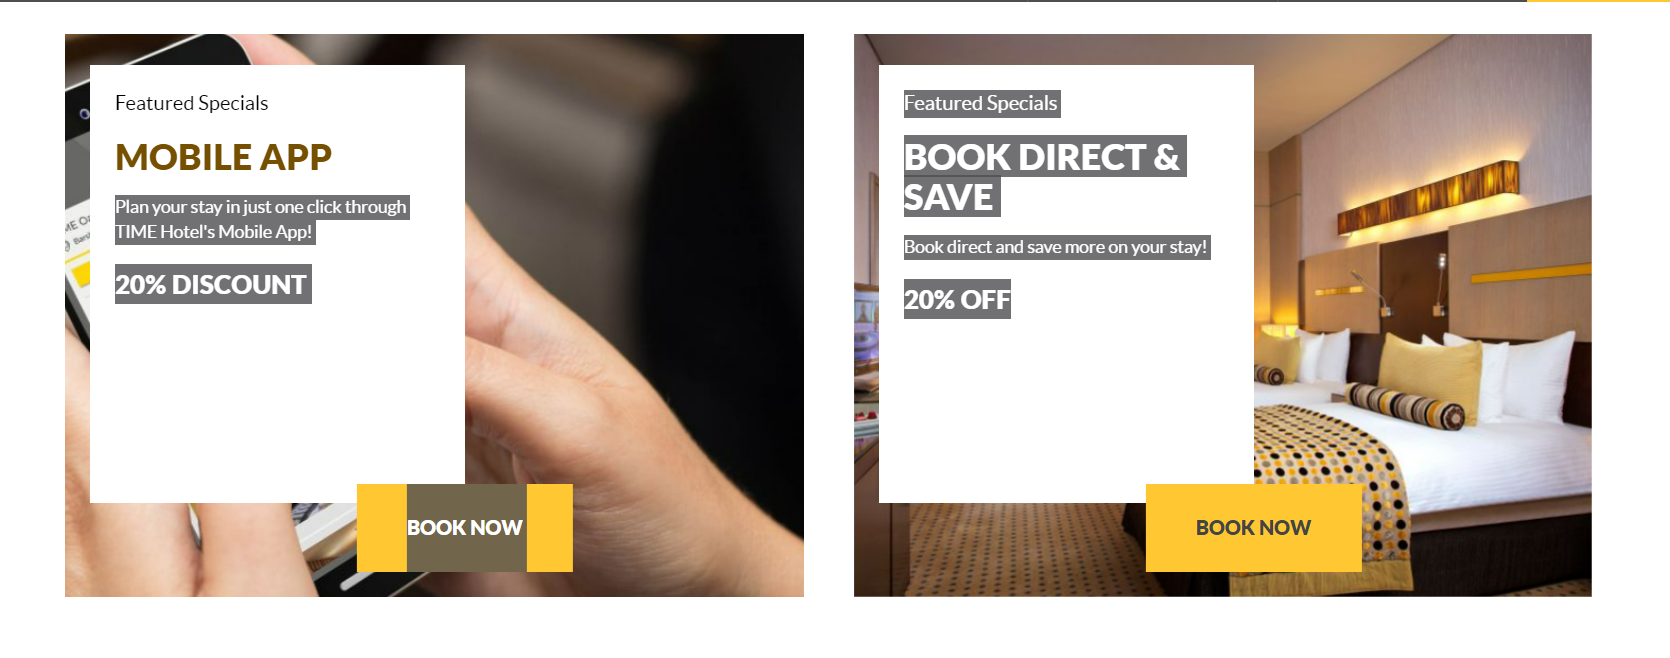 Featured Specials
MOBILE APP
Plan your stay in just one click through
TIME Hotel's Mobile App!
20% DISCOUNT
BOOK NOW
Featured Specials
BOOK DIRECT &
SAVE
Book direct and save more on your stay!
20% OFF
BOOK NOW